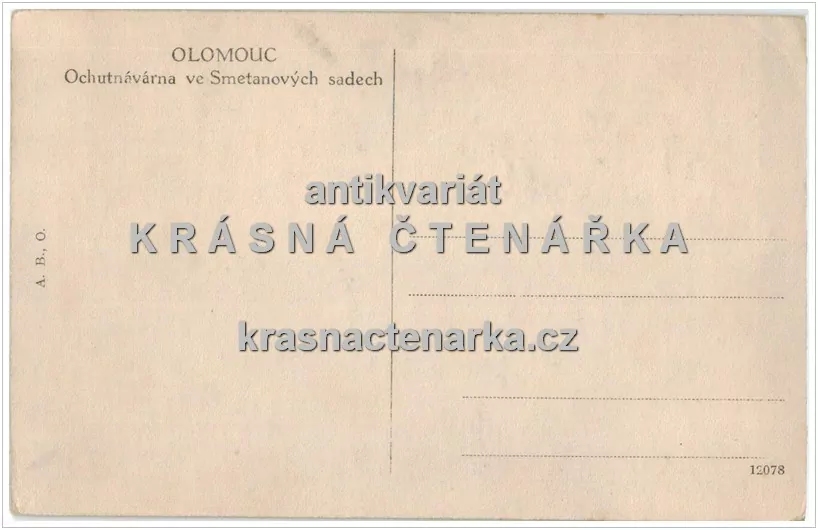 OLOMOUC
Ochutnávárna ve Smetanových sadech
antikvariát
KRÁSNÁ ČTENÁŘKA
A. B., O.
krasnactenarka.cz
12078